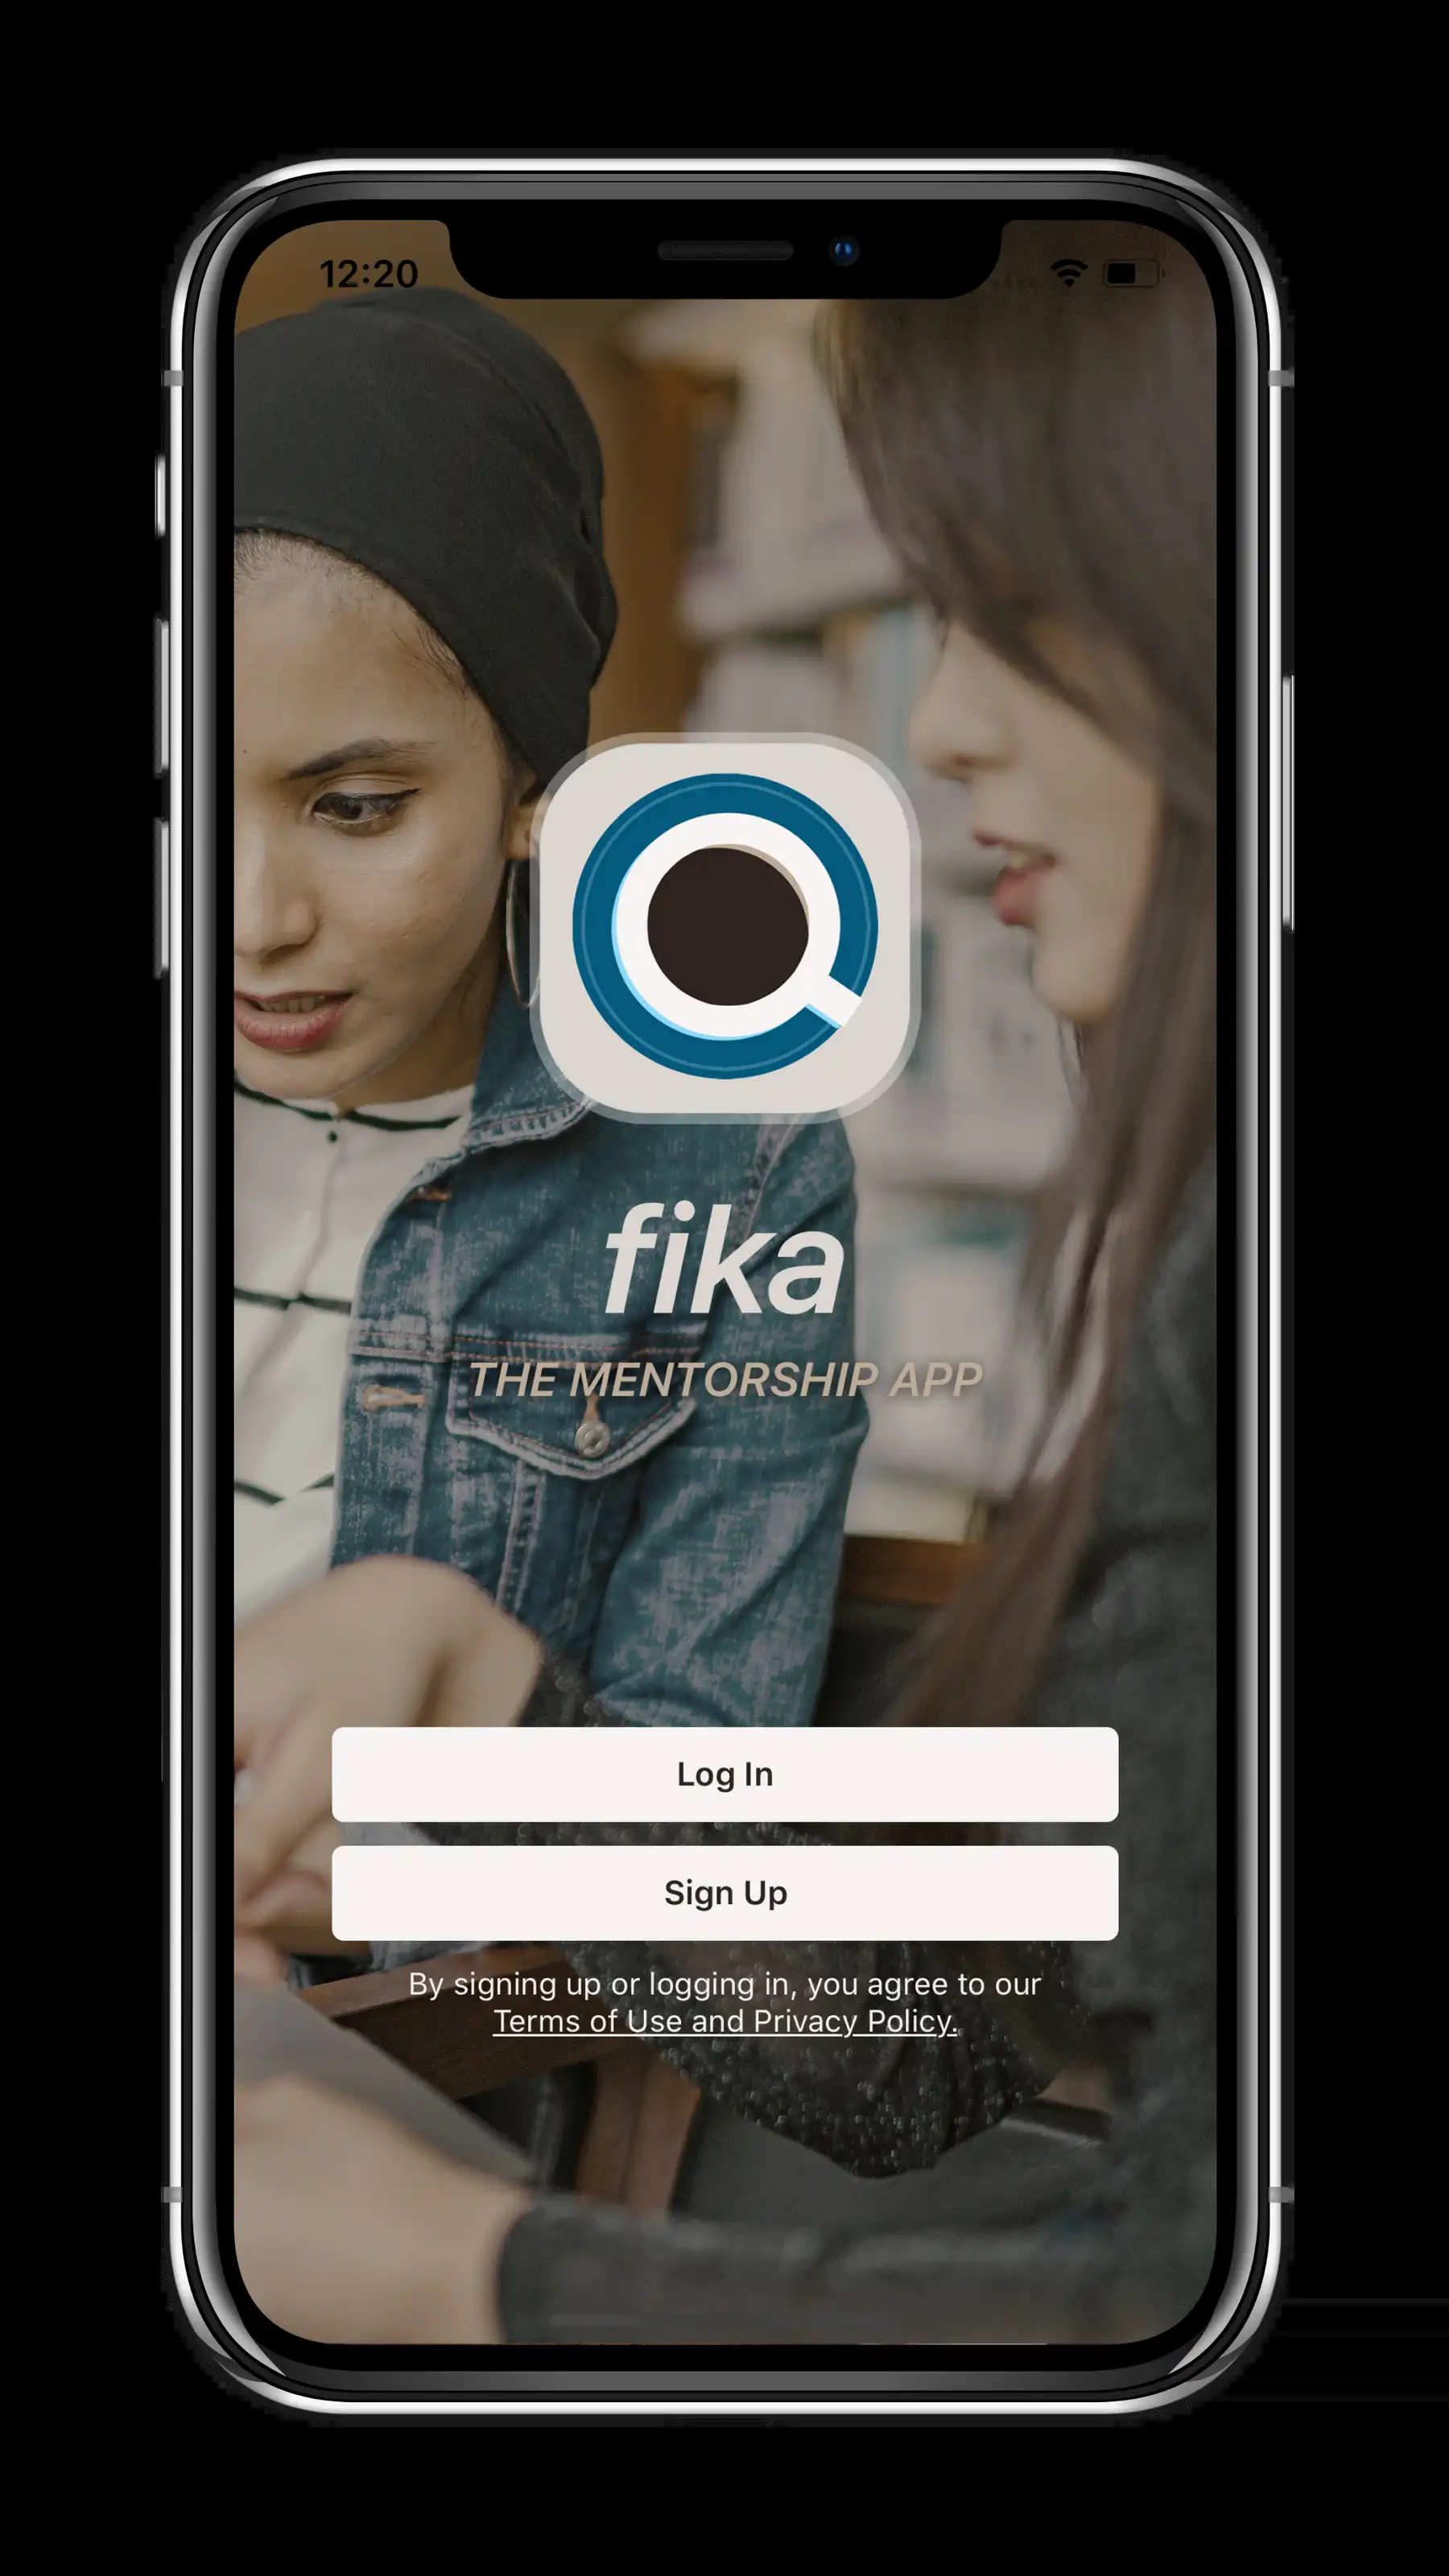 12:20
fika
THE MENTORSHIP APP
Log In
Sign Up
By signing up or logging in, you agree to our
Terms of Use and Privacy Policy.